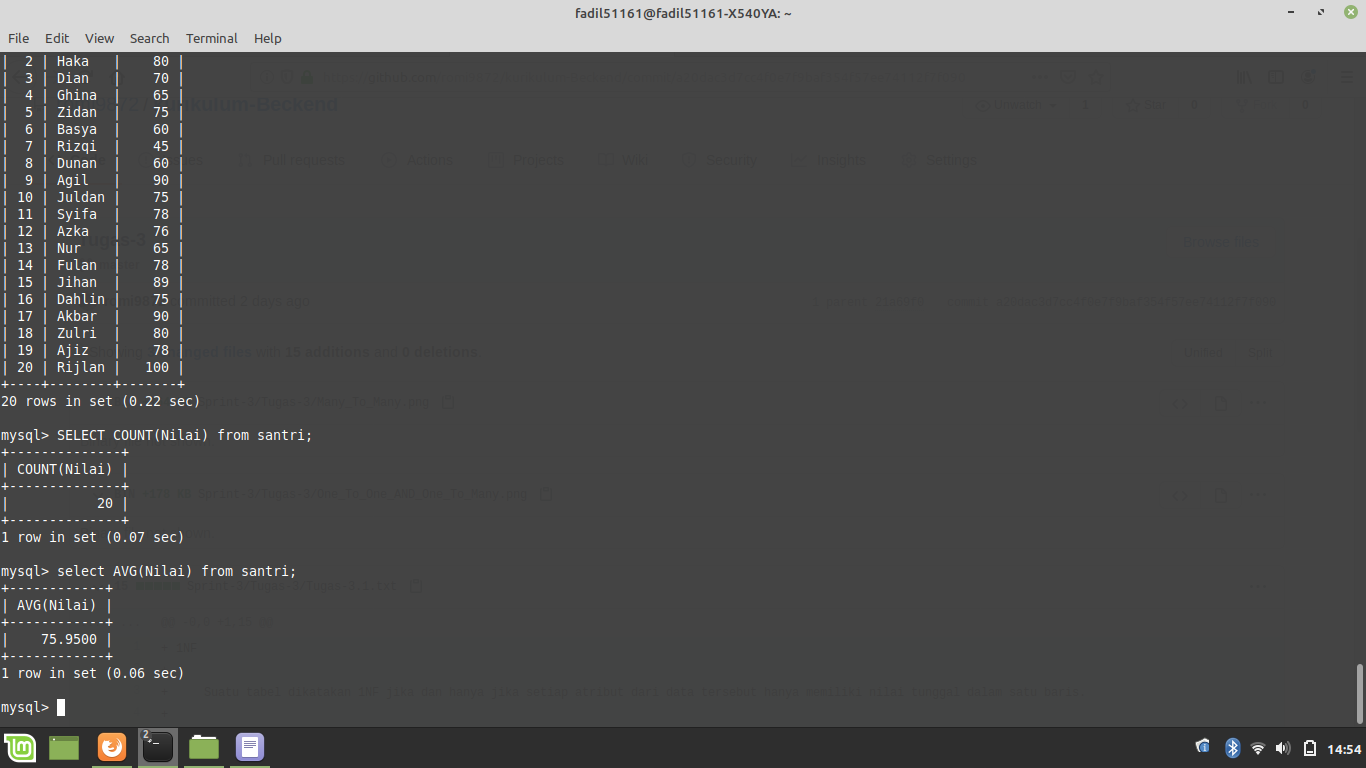 fadil51161@fadil51161-X540YA: ~
File Edit View Search Terminal Help
| 2 | Haka | 80 |
| 3 | Dian | 70 |
| 4 | Ghina | 65 |
| 5 | Zidan | 75 |
| 6 | Basya | 60 |
| 7 | Rizqi | 45 |
| 8 | Dunan | 60 |
| 9 | Agil | 90 |
| 10 | Juldan | 75 |
| 11 | Syifa | 78 |
| 12 | Azka | 76 |
| 13 | Nur | 65 |
| 14 | Fulan | 78 |
| 15 | Jihan | 89 |
| 16 | Dahlin | 75 |
| 17 | Akbar | 90 |
| 18 | Zulri | 80 |
| 19 | Ajiz | 78 |
| 20 | Rijlan | 100 |
+----+--------+-------+
20 rows in set (0.22 sec)
mysql> SELECT COUNT(Nilai) from santri;
+--------------+
| COUNT(Nilai) |
+--------------+
| 20 |
+--------------+
1 row in set (0.07 sec)
mysql> select AVG(Nilai) from santri;
+------------+
| AVG(Nilai) |
+------------+
| 75.9500 |
+------------+
1 row in set (0.06 sec)
mysql>
2
14:54